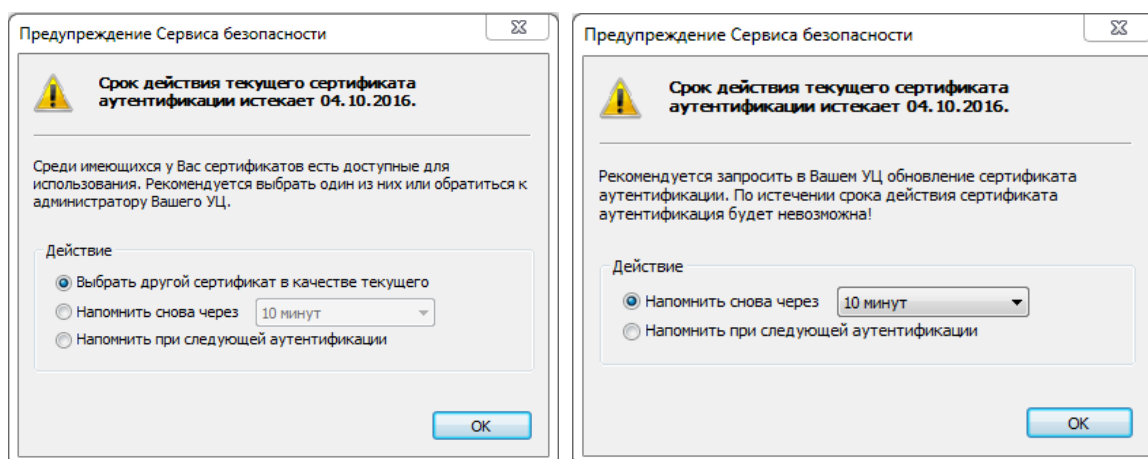 Предупреждение Сервиса безопасности
Срок действия текущего сертификата
аутентификации истекает 04.10.2016.
Среди имеющихся у Вас сертификатов есть доступные для
использования. Рекомендуется выбрать один из них или обратиться к
администратору Вашего УЦ.
Действие
Выбрать другой сертификат в качестве текущего
Напомнить снова через 10 минут
Напомнить при следующей аутентификации
OK
Предупреждение Сервиса безопасности
Срок действия текущего сертификата
аутентификации истекает 04.10.2016.
Рекомендуется запросить в Вашем УЦ обновление сертификата
аутентификации. По истечении срока действия сертификата
аутентификация будет невозможна!
Действие
Напомнить снова через 10 минут
Напомнить при следующей аутентификации
OK